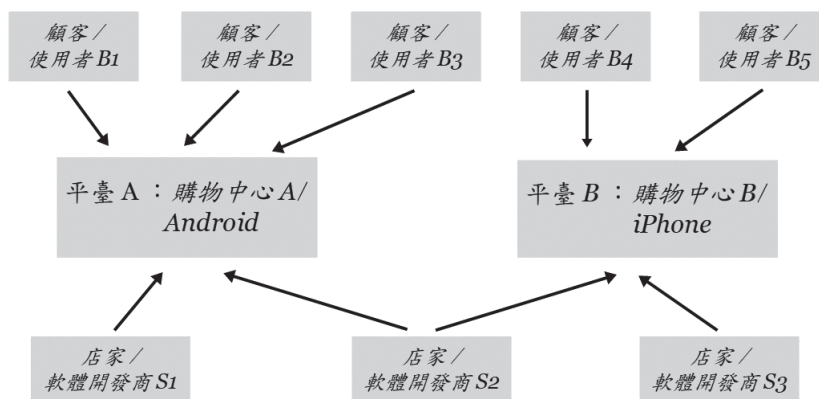 顧客/
使用者B1
顧客/
使用者B2
顧客/
使用者B3
顧客/
使用者B4
顧客/
使用者B5
平臺A：購物中心A/
Android
平臺B：購物中心B/
iPhone
店家/
軟體開發商S1
店家/
軟體開發商S2
店家/
軟體開發商S3